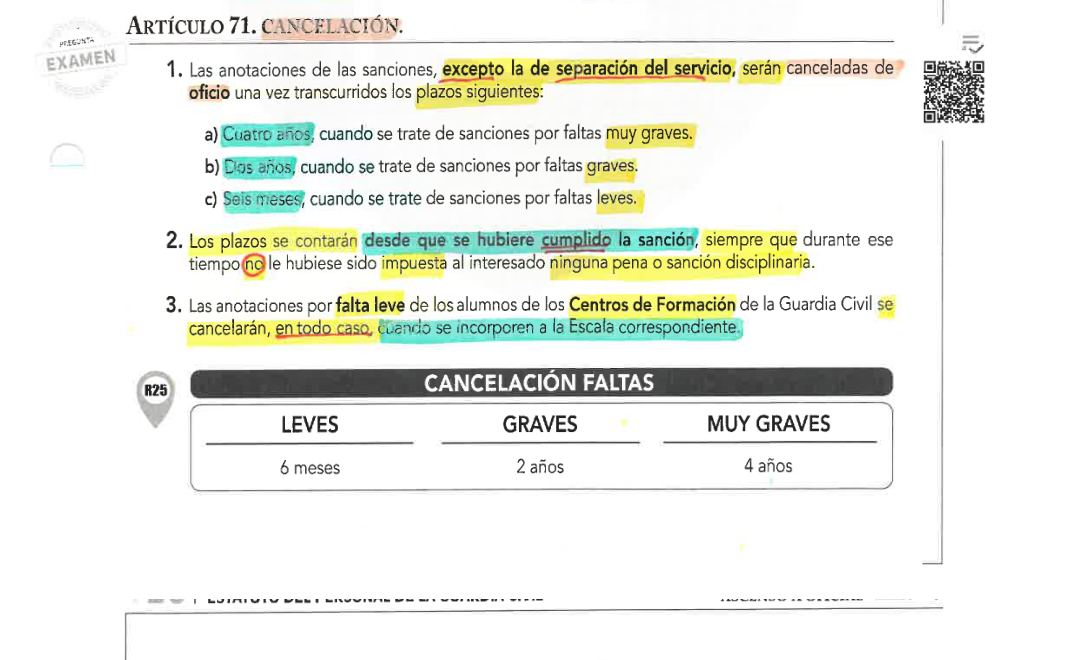 ARTÍCULO 71. CANCELACIÓN.
PREGUNTA
EXAMEN
1. Las anotaciones de las sanciones, excepto la de separación del servicio, serán canceladas de
oficio una vez transcurridos los plazos siguientes:
a) Cuatro años, cuando se trate de sanciones por faltas muy graves.
b) Dos años, cuando se trate de sanciones por faltas graves.
c) Seis meses, cuando se trate de sanciones por faltas leves.
2. Los plazos se contarán desde que se hubiere cumplido la sanción, siempre que durante ese
tiempo no le hubiese sido impuesta al interesado ninguna pena o sanción disciplinaria.
3. Las anotaciones por falta leve de los alumnos de los Centros de Formación de la Guardia Civil se
cancelarán, en todo caso, cuando se incorporen a la Escala correspondiente.
R25
CANCELACIÓN FALTAS
LEVES GRAVES MUY GRAVES
6 meses 2 años 4 años